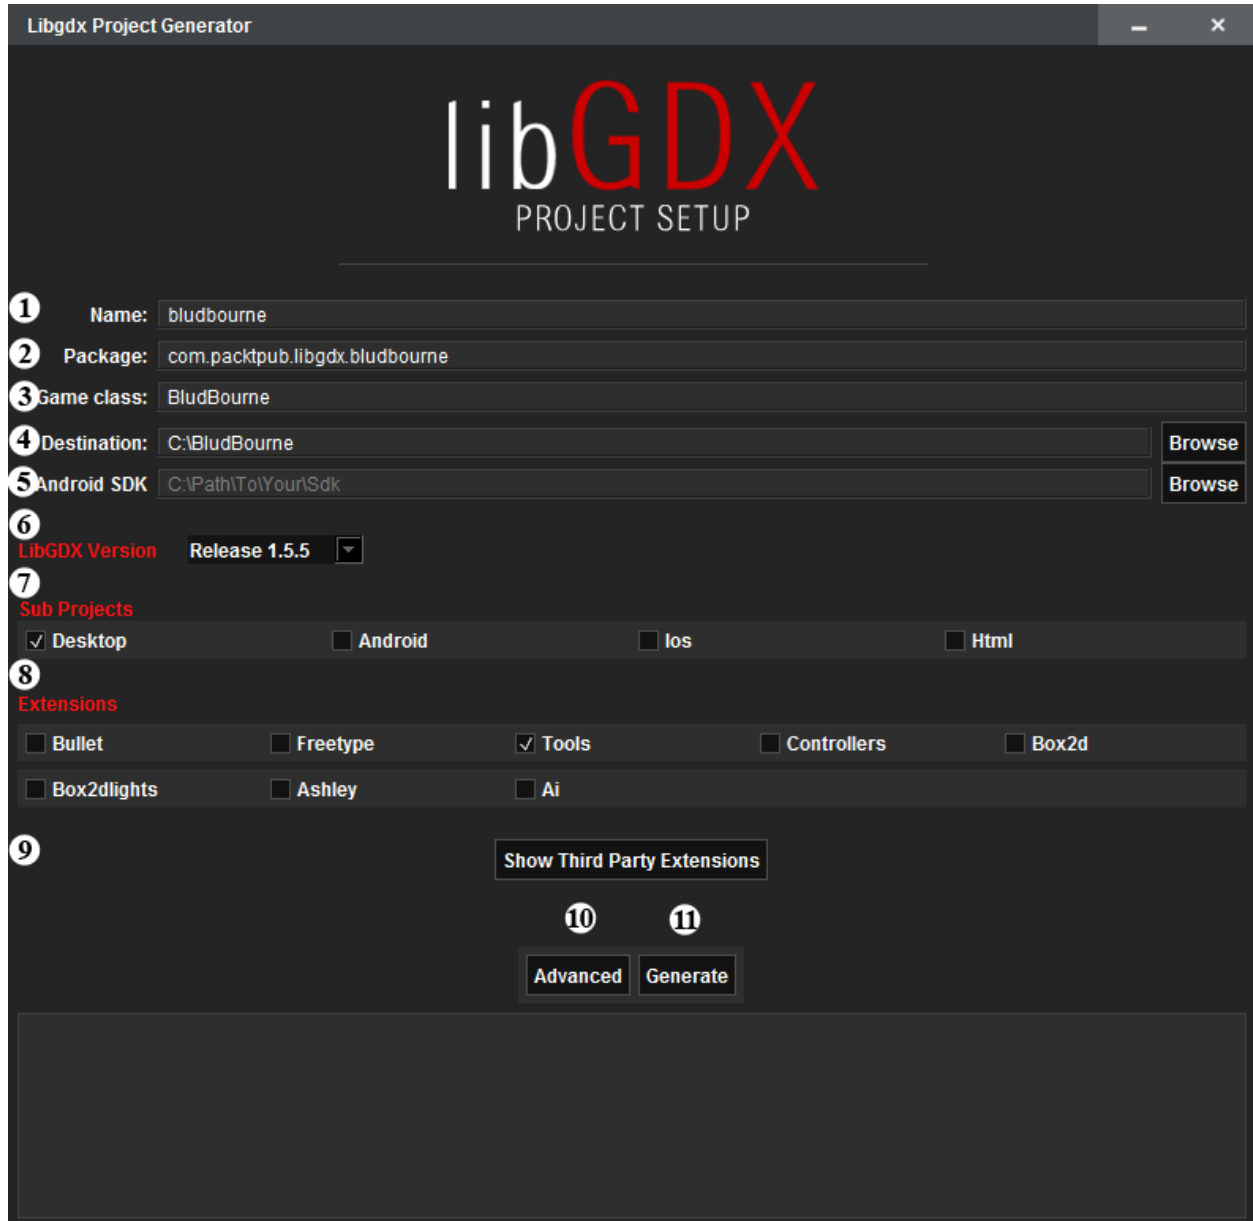 Libgdx Project Generator
libGDX
PROJECT SETUP
1 Name: bludbourne
2 Package: com.packtpub.libgdx.bludbourne
3 Game class: BludBourne
4 Destination: C:\BludBourne Browse
5 Android SDK C:\Path\To\Your\Sdk Browse
6
LibGDX Version Release 1.5.5
7
Sub Projects
Desktop Android Ios Html
8
Extensions
Bullet Freetype Tools Controllers Box2d
Box2dlights Ashley Ai
9 Show Third Party Extensions
10 11
Advanced Generate